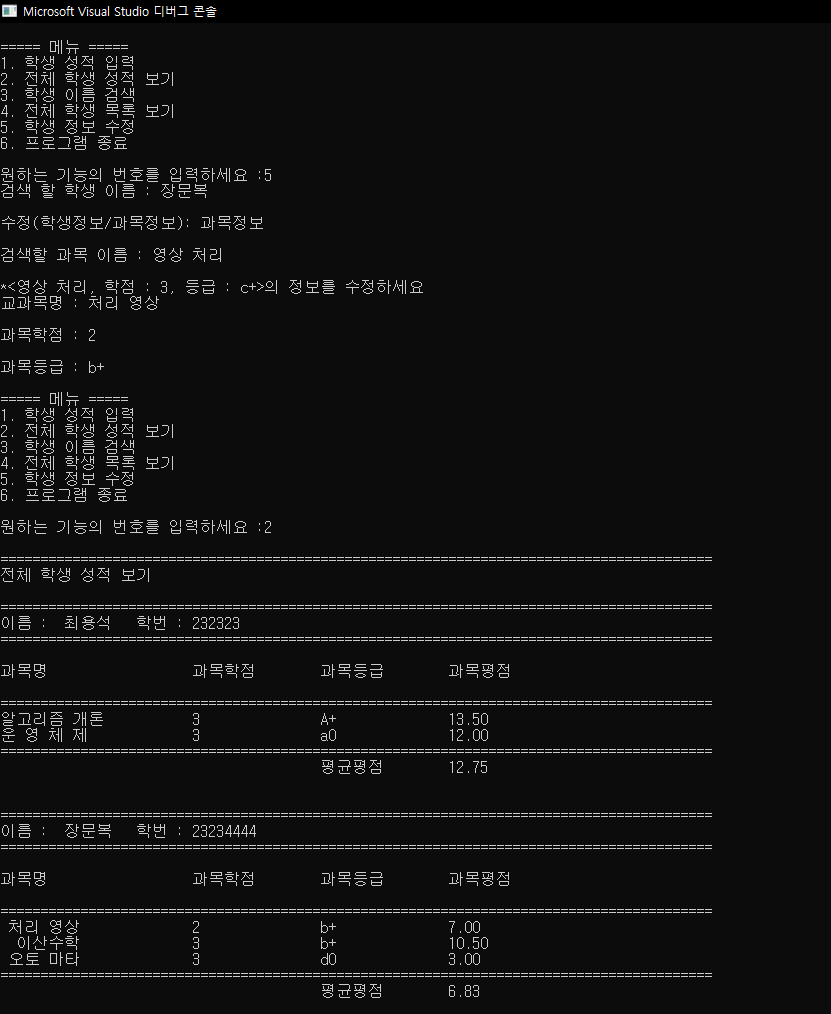 Microsoft Visual Studio 디버그 콘솔
===== 메뉴 =====
1. 학생 성적 입력
2. 전체 학생 성적 보기
3. 학생 이름 검색
4. 전체 학생 목록 보기
5. 학생 정보 수정
6. 프로그램 종료
원하는 기능의 번호를 입력하세요 :5
검색 할 학생 이름 : 장문복
수정(학생정보/과목정보): 과목정보
검색할 과목 이름 : 영상 처리
*<영상 처리, 학점 : 3, 등급 : c+>의 정보를 수정하세요
교과목명 : 처리 영상
과목학점 : 2
과목등급 : b+
===== 메뉴 =====
1. 학생 성적 입력
2. 전체 학생 성적 보기
3. 학생 이름 검색
4. 전체 학생 목록 보기
5. 학생 정보 수정
6. 프로그램 종료
원하는 기능의 번호를 입력하세요 :2
=========================================================================================
전체 학생 성적 보기
=========================================================================================
이름 :  최용석   학번 : 232323
=========================================================================================
과목명                  과목학점        과목등급        과목평점
=========================================================================================
알고리즘 개론           3               A+              13.50
운 영 체 제             3               a0              12.00
=========================================================================================
                                        평균평점        12.75
=========================================================================================
이름 :  장문복   학번 : 23234444
=========================================================================================
과목명                  과목학점        과목등급        과목평점
=========================================================================================
 처리 영상              2               b+              7.00
  이산수학              3               b+              10.50
 오토 마타              3               d0              3.00
=========================================================================================
                                        평균평점        6.83